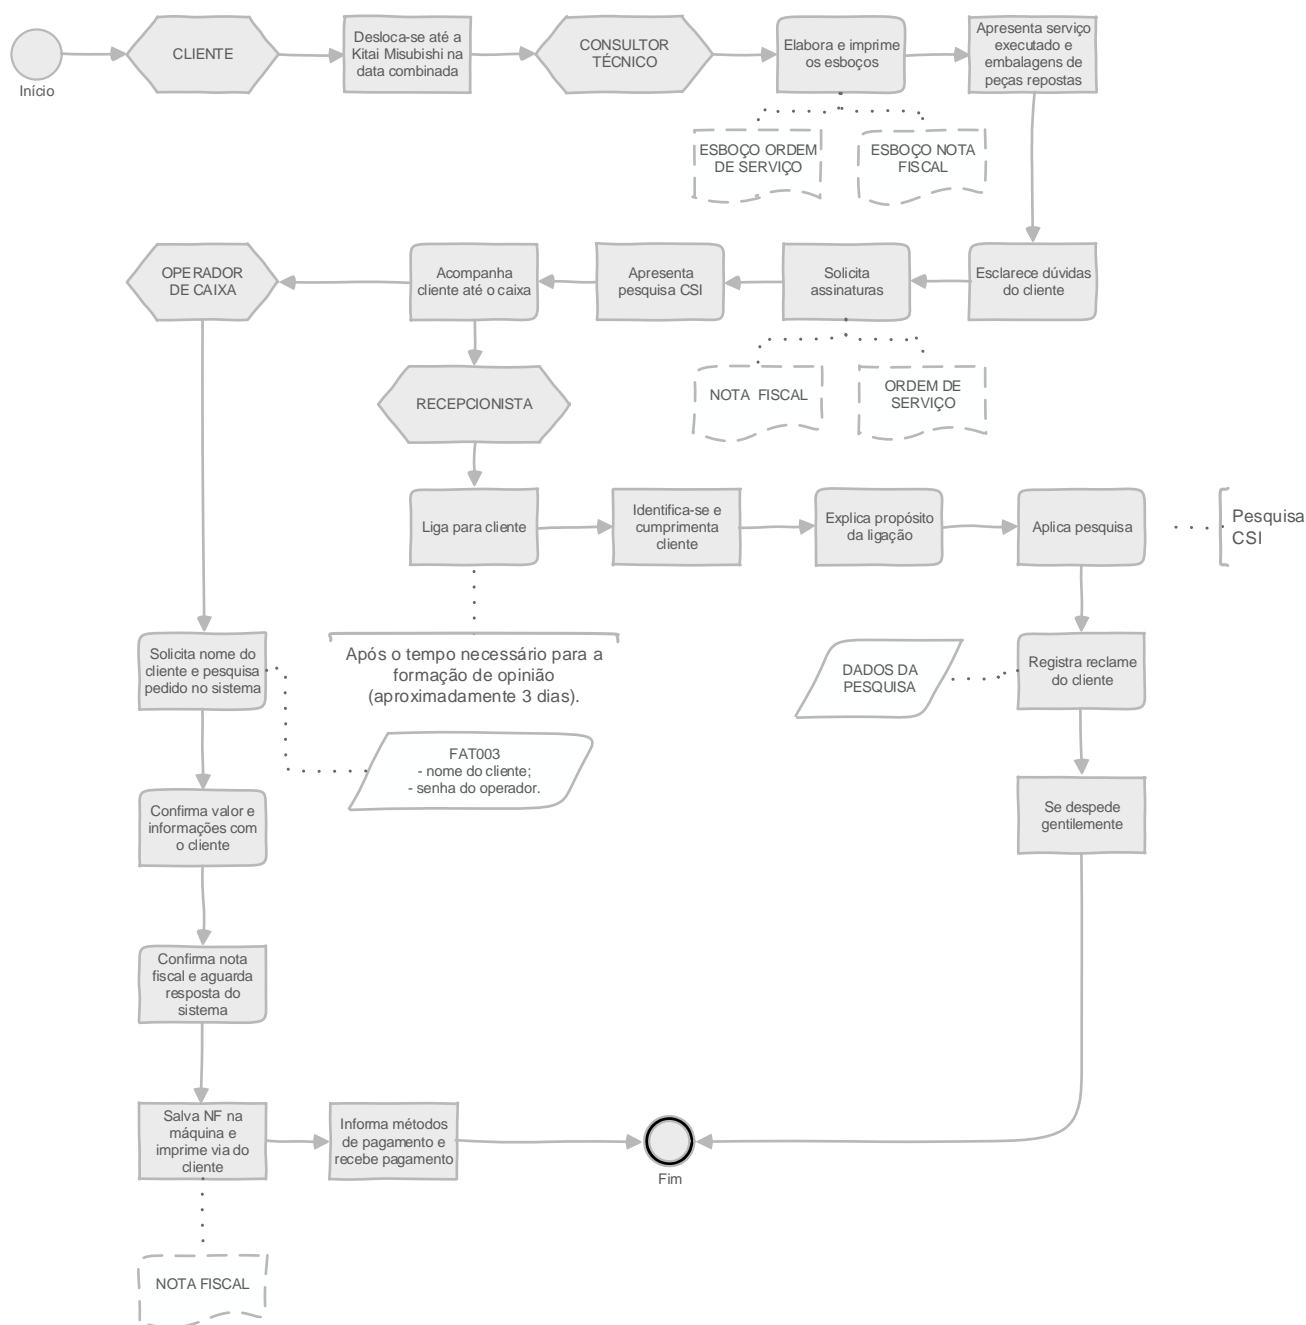 Início
CLIENTE
Desloca-se até a
Kitai Misubishi na
data combinada
CONSULTOR
TÉCNICO
Elabora e imprime
os esboços
Apresenta serviço
executado e
embalagens de
peças repostas
ESBOÇO ORDEM
DE SERVIÇO
ESBOÇO NOTA
FISCAL
OPERADOR
DE CAIXA
Acompanha
cliente até o caixa
Apresenta
pesquisa CSI
Solicita
assinaturas
Esclarece dúvidas
do cliente
RECEPCIONISTA
NOTA FISCAL
ORDEM DE
SERVIÇO
Liga para cliente
Identifica-se e
cumprimenta
cliente
Explica propósito
da ligação
Aplica pesquisa
Pesquisa
CSI
Solicita nome do
cliente e pesquisa
pedido no sistema
Após o tempo necessário para a
formação de opinião
(aproximadamente 3 dias).
DADOS DA
PESQUISA
Registra reclame
do cliente
FAT003
- nome do cliente;
- senha do operador.
Confirma valor e
informações com
o cliente
Se despede
gentilemente
Confirma nota
fiscal e aguarda
resposta do
sistema
Salva NF na
máquina e
imprime via do
cliente
Informa métodos
de pagamento e
recebe pagamento
Fim
NOTA FISCAL